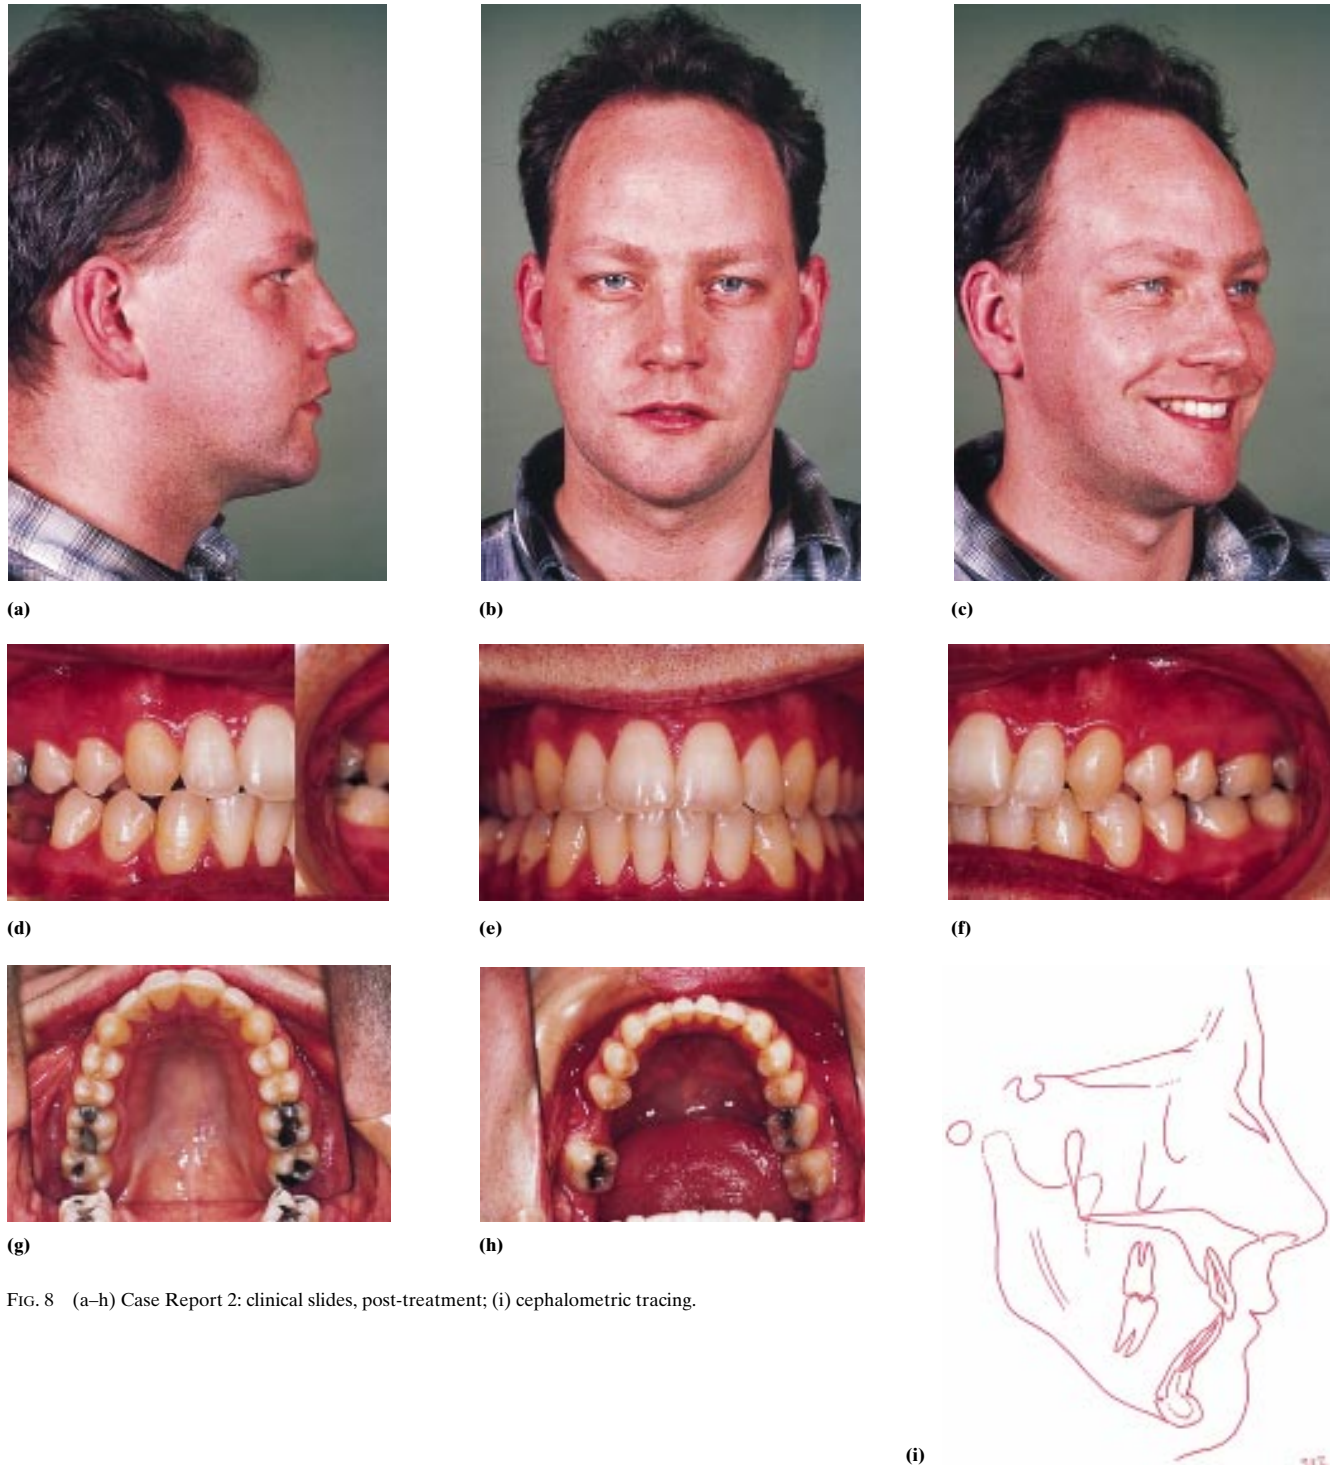 (a)
(b)
(c)
(d)
(e)
(f)
(g)
(h)
FIG. 8 (a–h) Case Report 2: clinical slides, post-treatment; (i) cephalometric tracing.
(i)